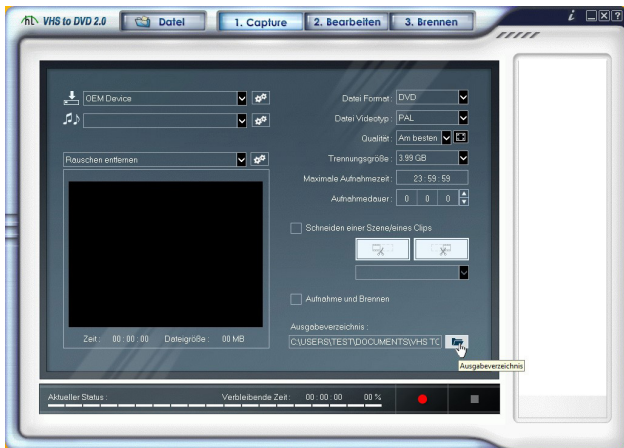 VHS to DVD 2.0
Datei
1. Capture
2. Bearbeiten
3. Brennen
i
?
OEM Device
Rauschen entfernen
Zeit : 00 : 00 : 00 Dateigröße : 00 MB
Datei Format : DVD
Datei Videotyp : PAL
Qualität : Am besten
Trennungsgröße : 3.99 GB
Maximale Aufnahmezeit : 23 : 59 : 59
Aufnahmedauer : 0 0 0
Schneiden einer Szene/eines Clips
Aufnahme und Brennen
Ausgabeverzeichnis :
C:\USERS\TEST\DOCUMENTS\VHS TO
Ausgabeverzeichnis
Aktueller Status : Verbleibende Zeit : 00 : 00 : 00 00 %